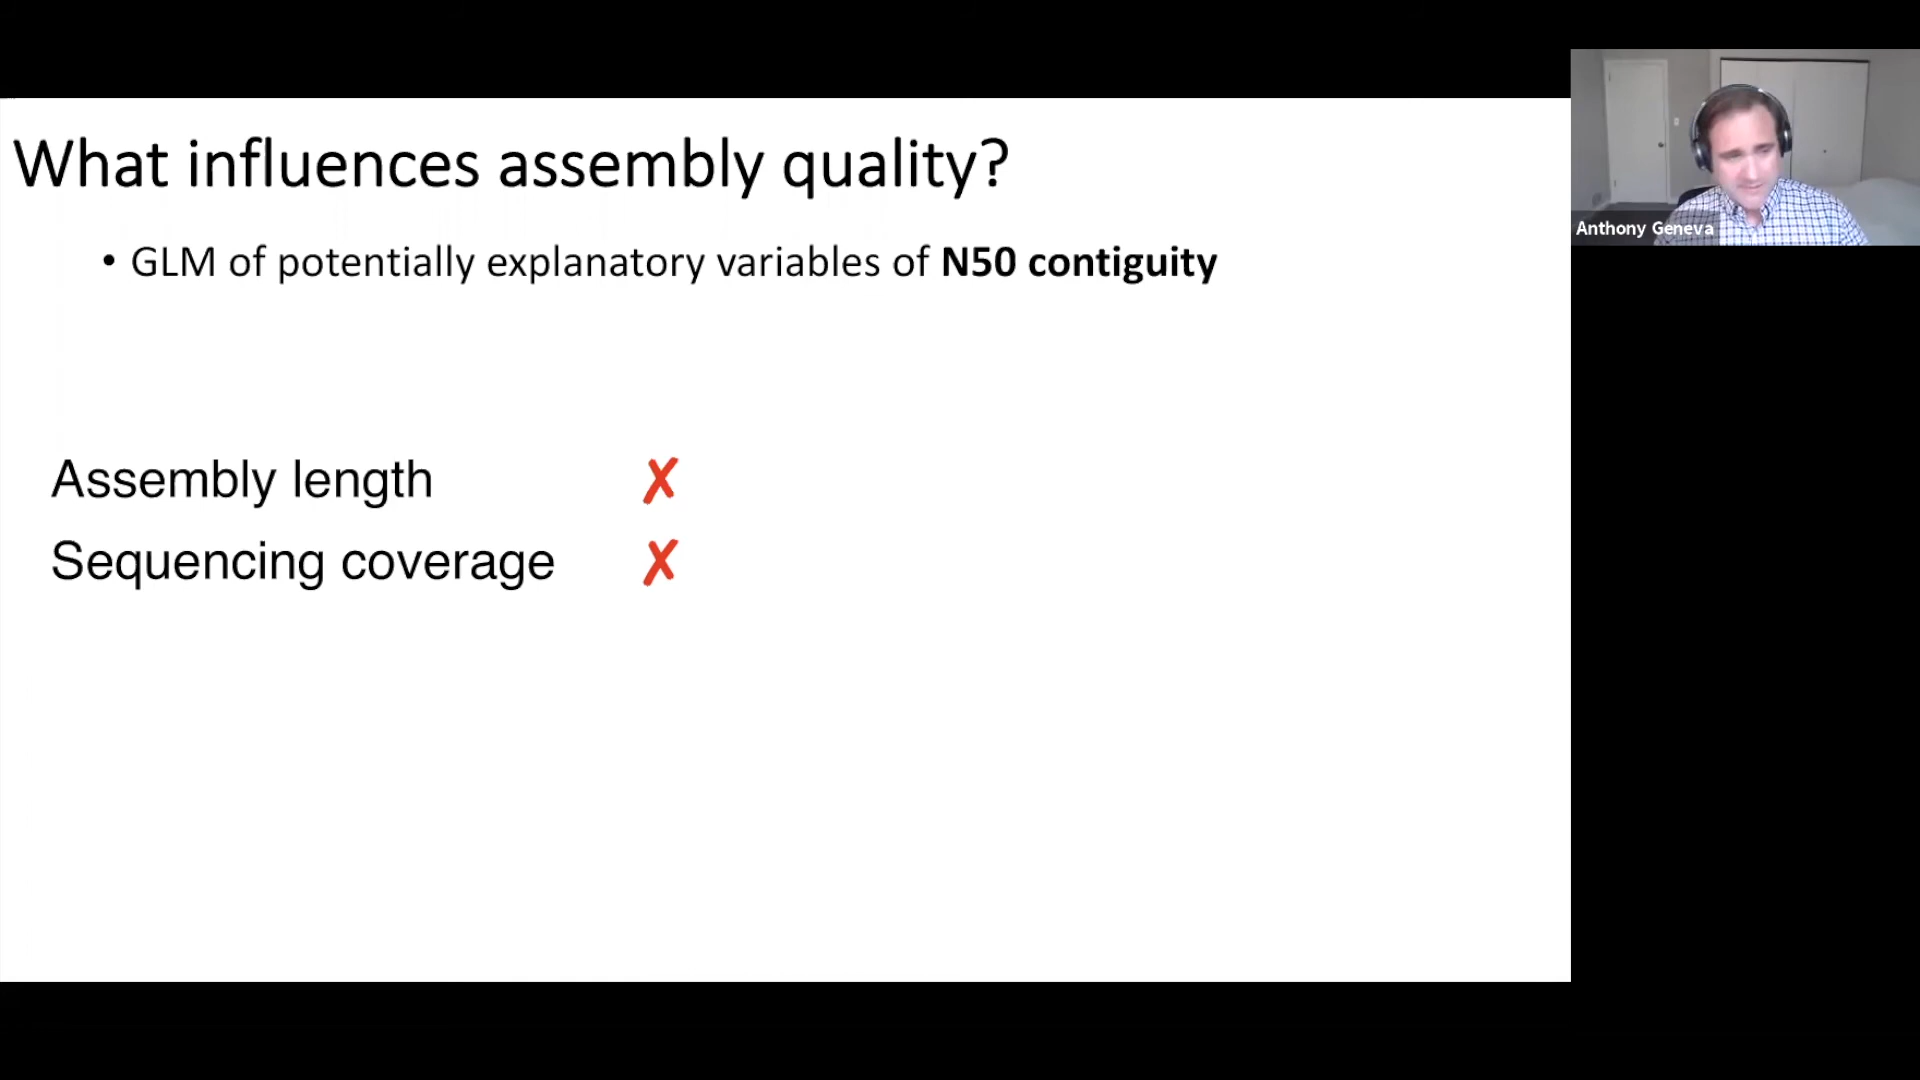 What influences assembly quality?
• GLM of potentially explanatory variables of N50 contiguity
Assembly length ✗
Sequencing coverage ✗
Anthony Geneva